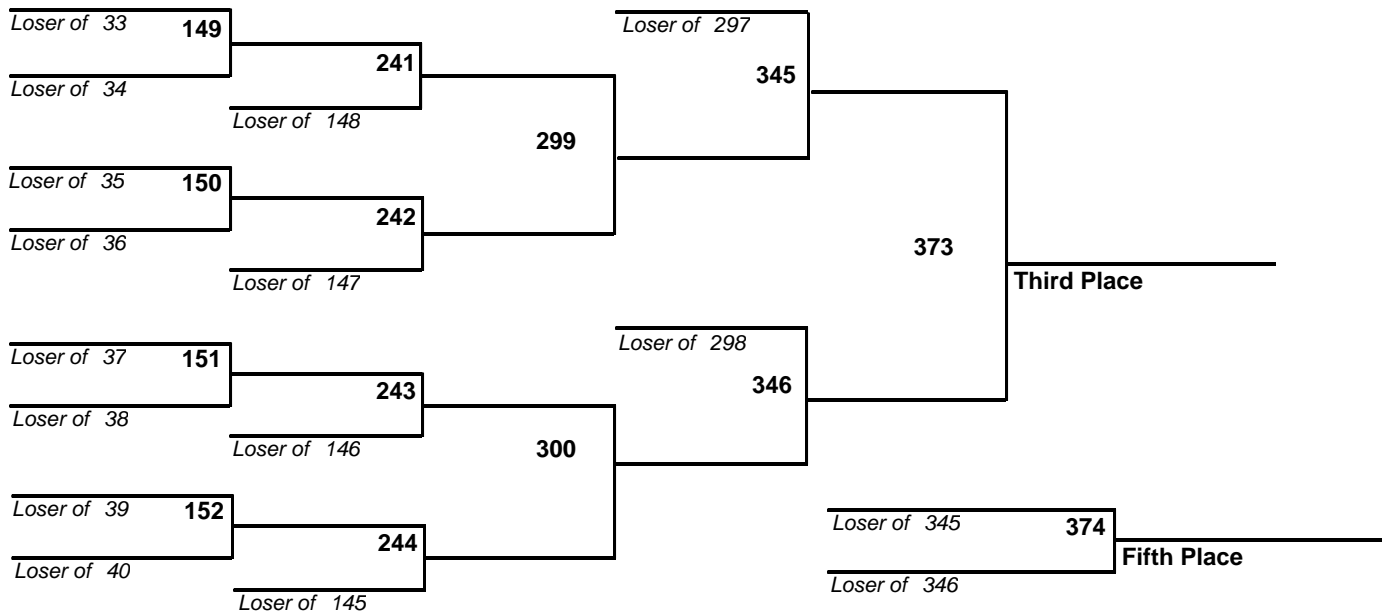 Loser of 33
149
Loser of 34
241
Loser of 148
299
Loser of 35
150
Loser of 36
242
Loser of 147
Loser of 297
345
373
Third Place
Loser of 37
151
Loser of 38
243
Loser of 146
300
Loser of 39
152
Loser of 40
244
Loser of 145
Loser of 298
346
Loser of 345
374
Loser of 346
Fifth Place